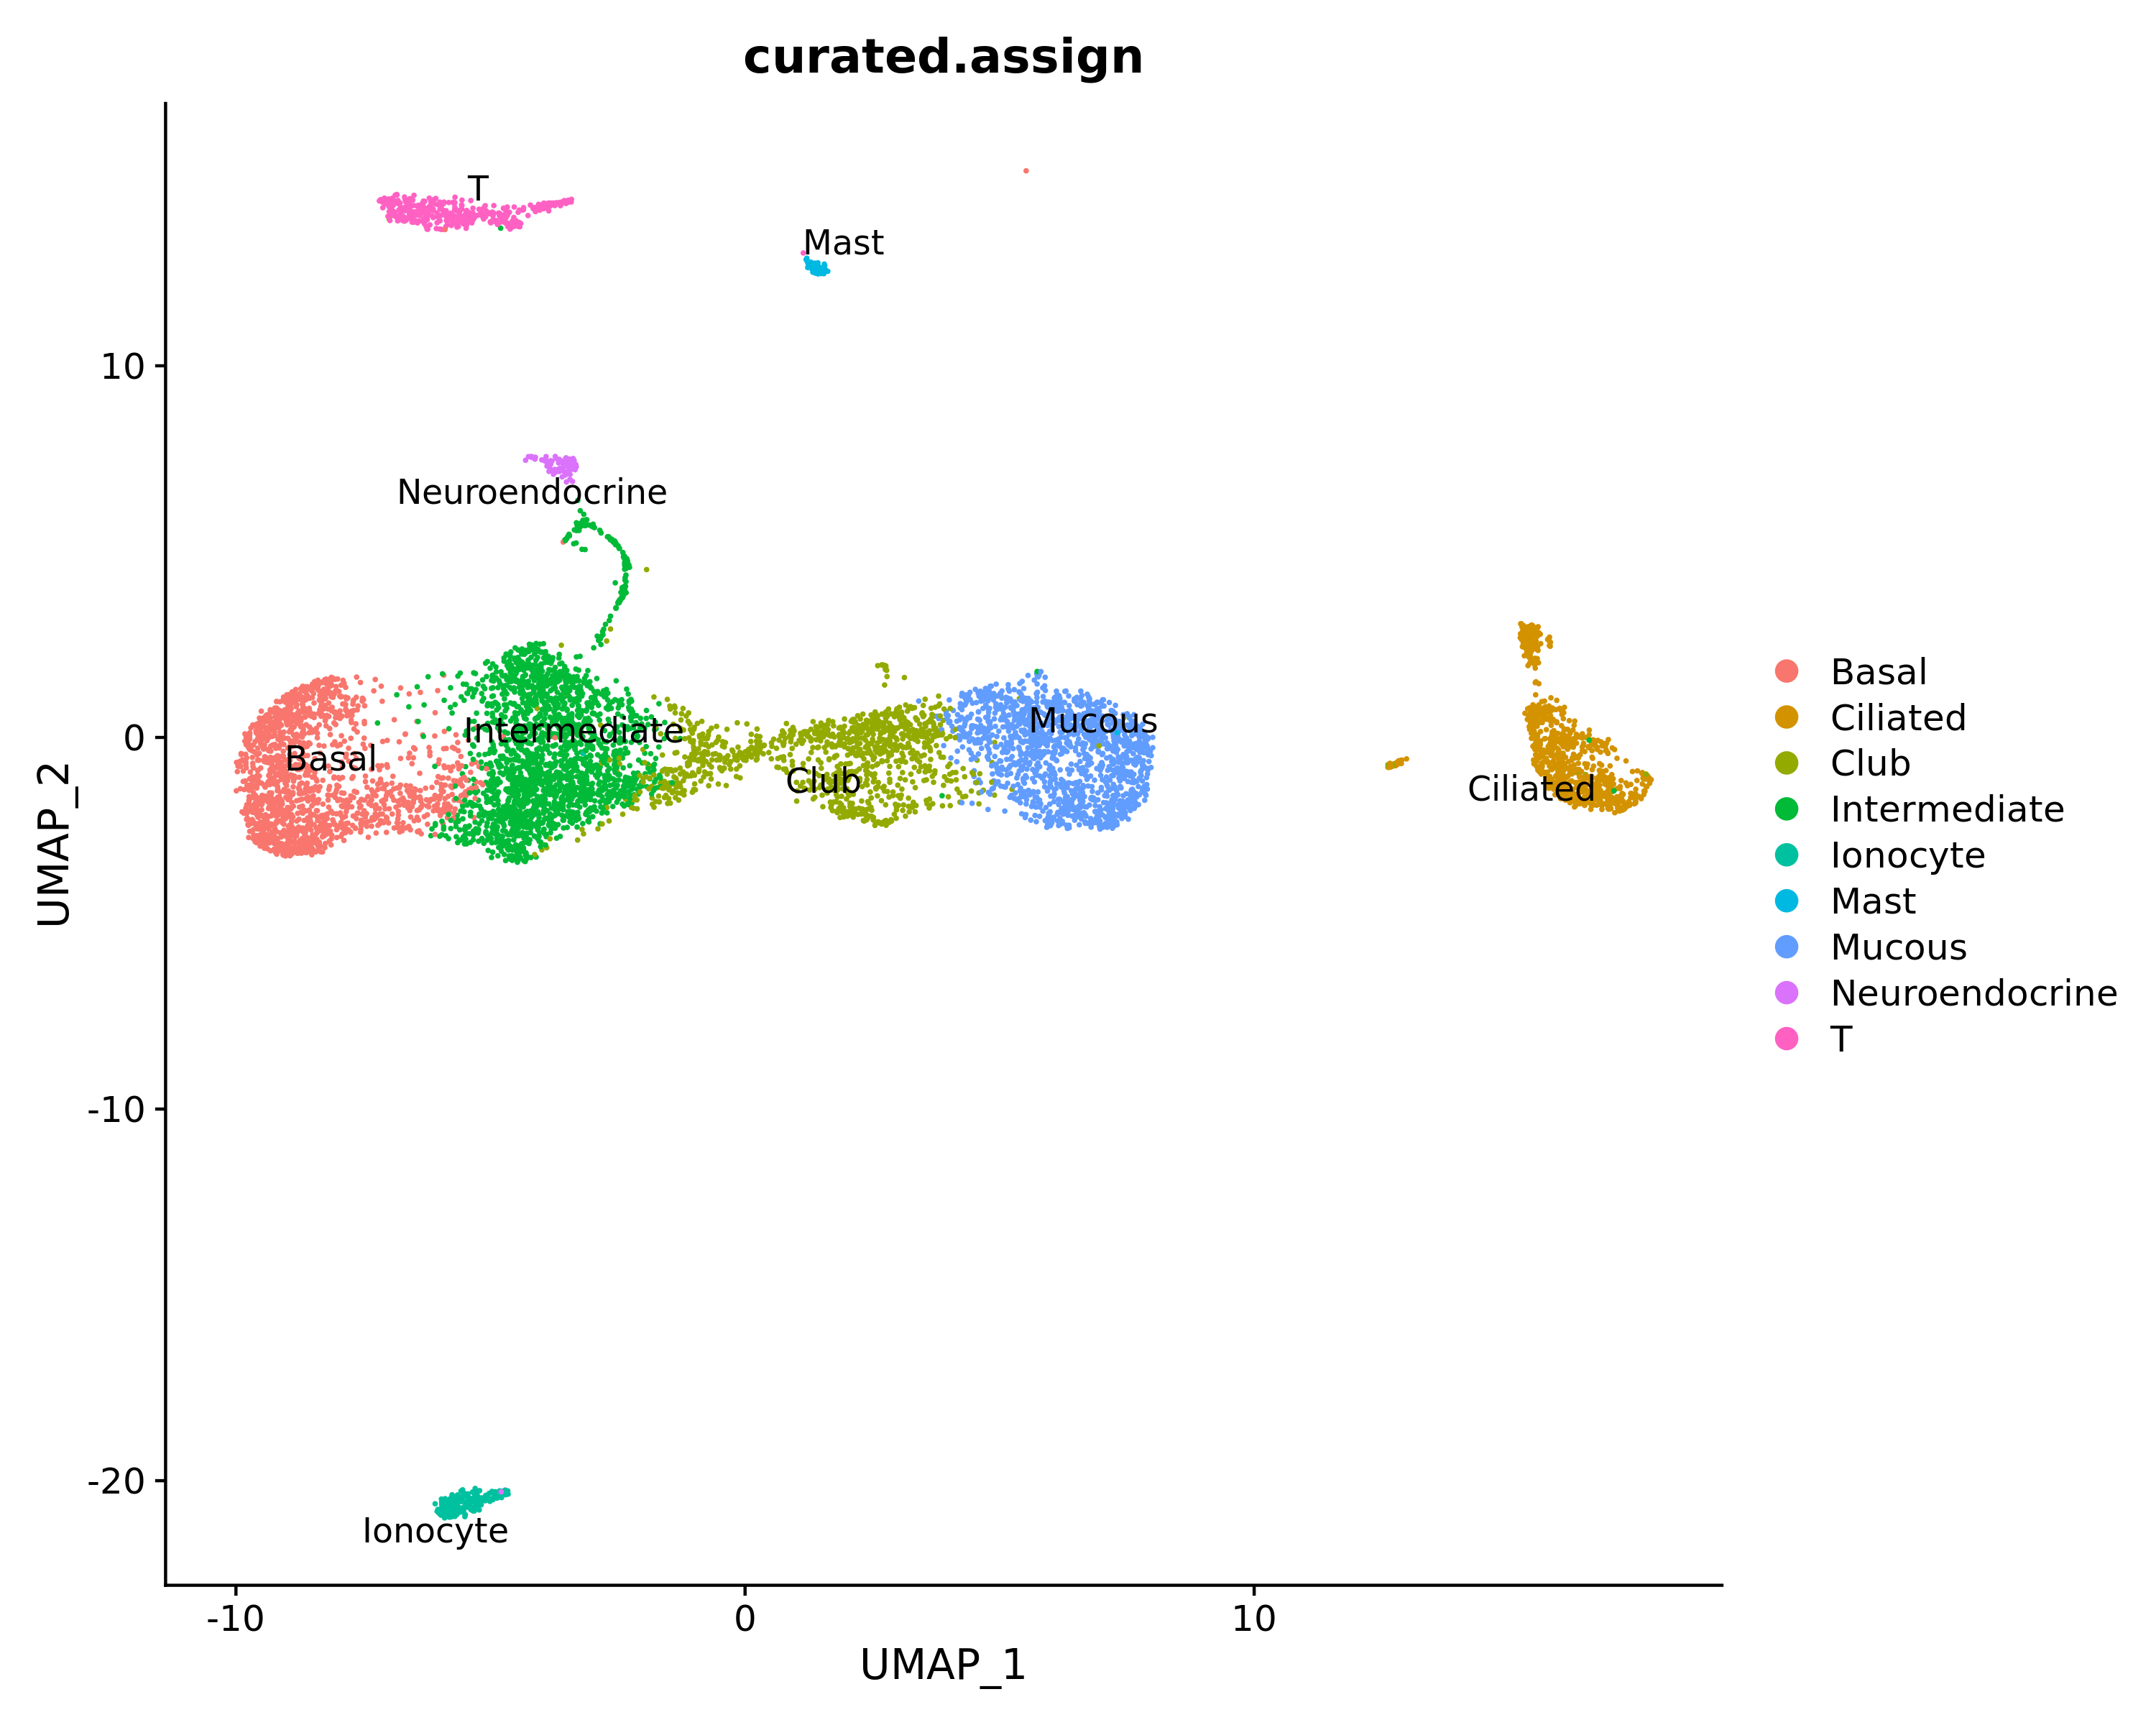 curated.assign
T
Mast
Neuroendocrine
Intermediate
Basal
Mucous
Club
Ciliated
Ionocyte
10
0
-10
-20
UMAP_2
-10
0
10
UMAP_1
Basal
Ciliated
Club
Intermediate
Ionocyte
Mast
Mucous
Neuroendocrine
T